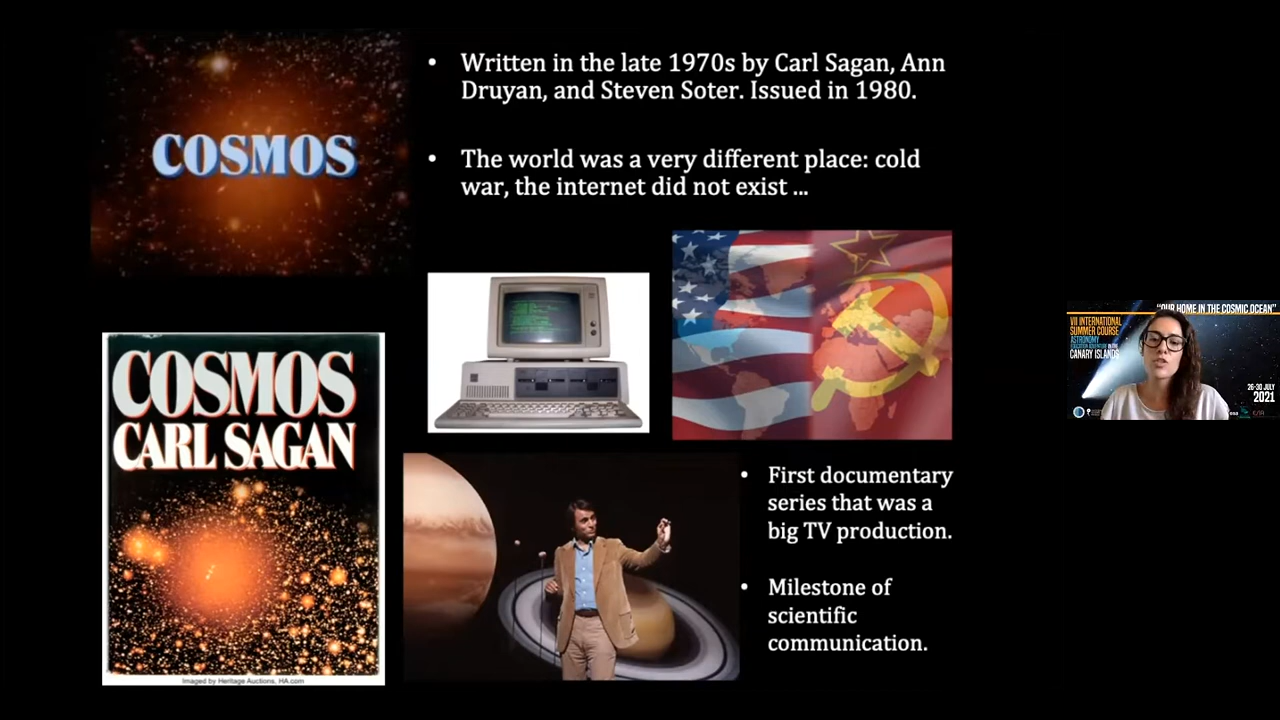 COSMOS
• Written in the late 1970s by Carl Sagan, Ann
Druyan, and Steven Soter. Issued in 1980.
• The world was a very different place: cold
war, the internet did not exist ...
COSMOS
CARL SAGAN
Imaged by Heritage Auctions, HA.com
• First documentary
series that was a
big TV production.
• Milestone of
scientific
communication.
"OUR HOME IN THE COSMIC OCEAN"
VII INTERNATIONAL
SUMMER COURSE
ASTRONOMY
CANARY ISLANDS
26-30 JULY
2021